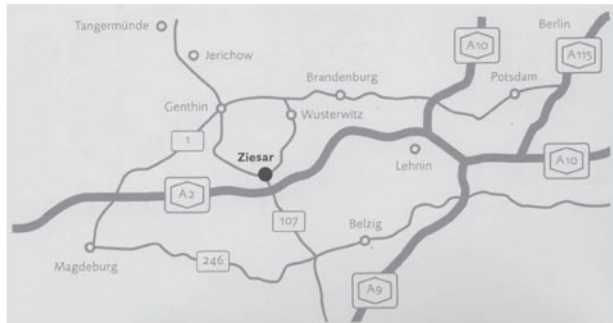 Tangermünde
A10
Berlin
A115
Jerichow
Brandenburg
Potsdam
Genthin
Wusterwitz
1
Ziesar
Lehnin
A10
A2
107
Belzig
Magdeburg
246
A9